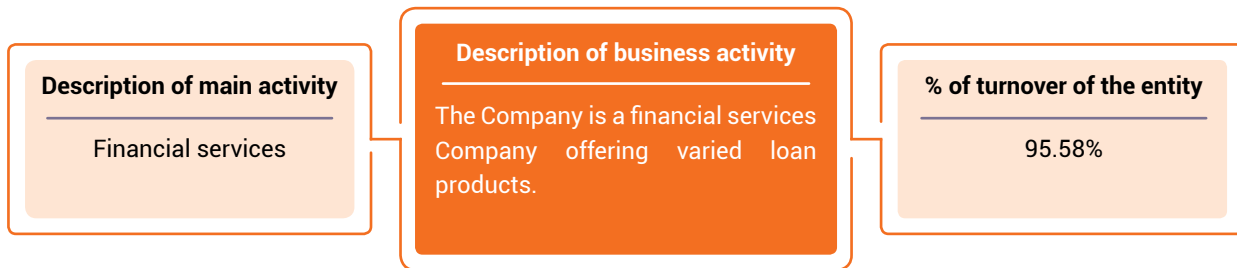 Description of main activity
Financial services
Description of business activity
The Company is a financial services
Company offering varied loan
products.
% of turnover of the entity
95.58%